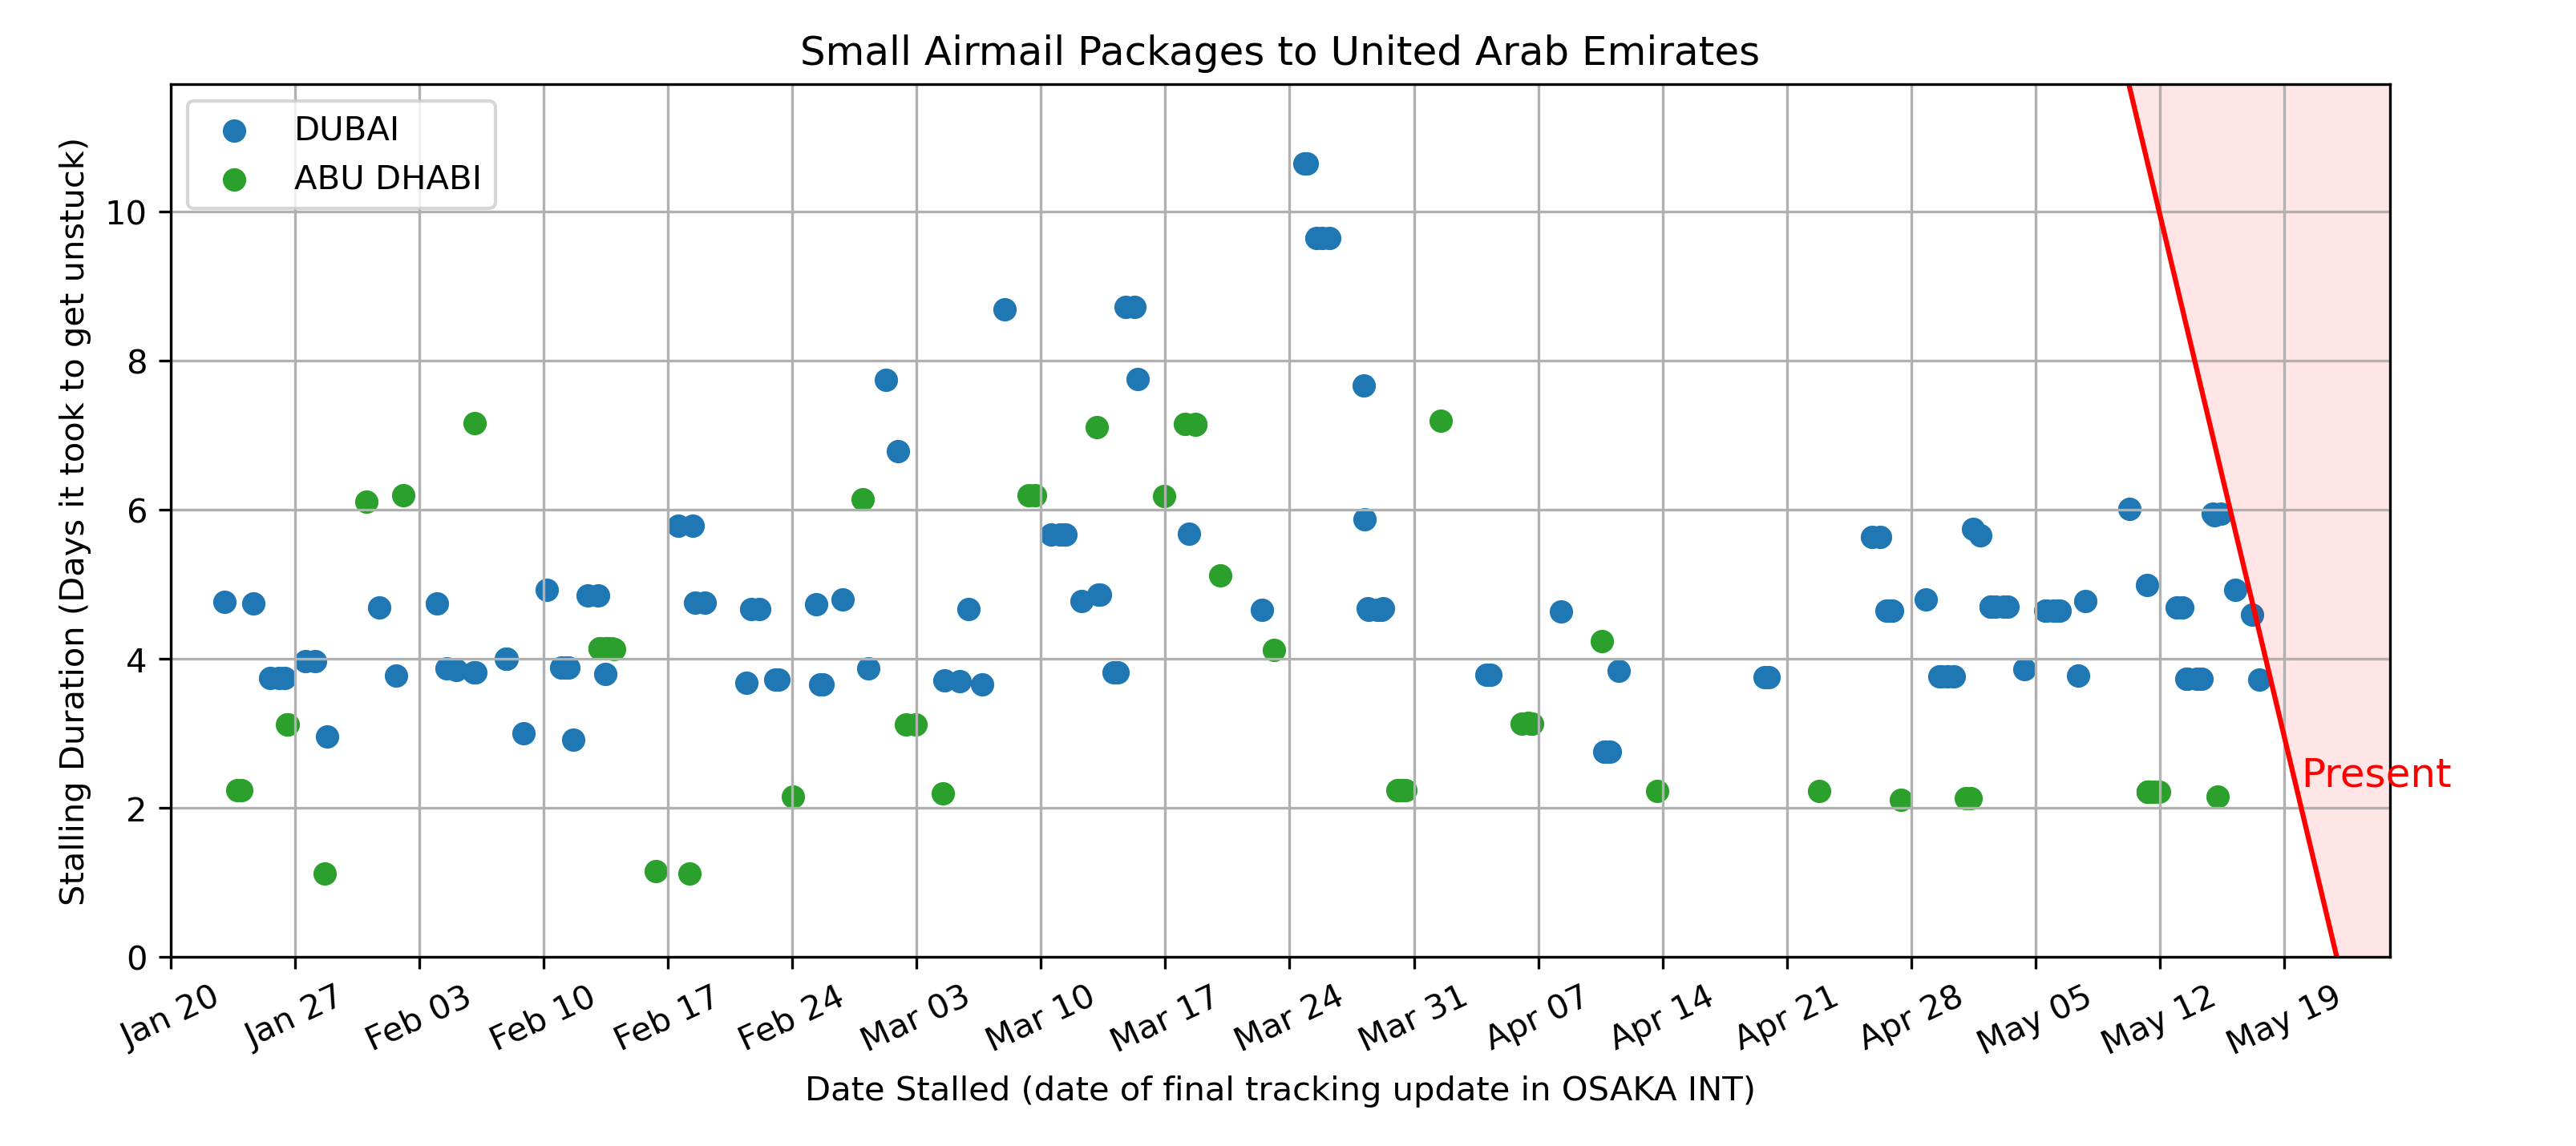 Small Airmail Packages to United Arab Emirates
DUBAI
ABU DHABI
Stalling Duration (Days it took to get unstuck)
10
8
6
4
2
0
Present
Jan 20
Jan 27
Feb 03
Feb 10
Feb 17
Feb 24
Mar 03
Mar 10
Mar 17
Mar 24
Mar 31
Apr 07
Apr 14
Apr 21
Apr 28
May 05
May 12
May 19
Date Stalled (date of final tracking update in OSAKA INT)